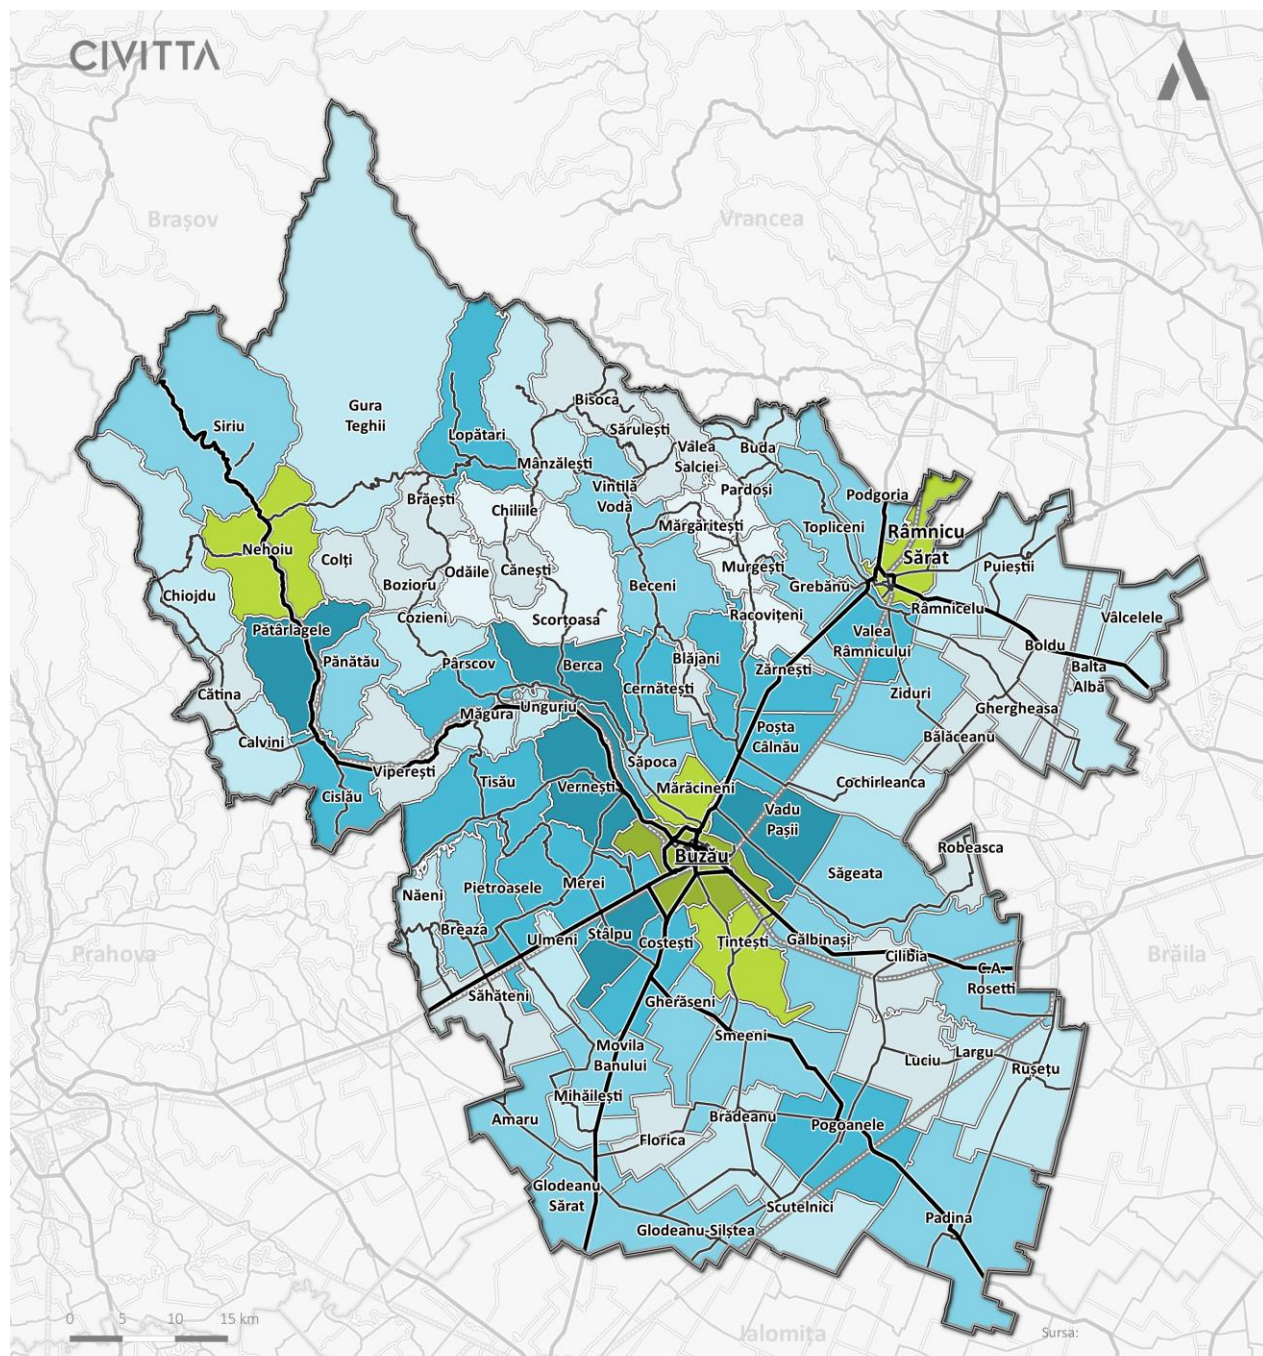 CIVITTA
Brașov
Vrancea
Bisoca
Gura
Teghii
Siriu
Lopătari
Sărulești
Buda
Valea
Salciei
Mânzălești
Vintilă
Vodă
Pardoși
Podgoria
Brăești
Chiliile
Mărgăritești
Topliceni
Râmnicu
Sărat
Nehoiu
Colți
Odăile
Cănești
Murgești
Puieștii
Bozioru
Beceni
Grebănu
Chiojdu
Cozieni
Scorțoasa
Racovițeni
Râmnicelu
Vâlcelele
Pătârlagele
Valea
Râmnicului
Boldu
Pănătău
Pârscov
Berca
Blăjani
Zărnești
Balta
Albă
Cătina
Cernătești
Ziduri
Măgura
Unguriu
Ghergheasa
Calvini
Poșta
Câlnău
Bălăceanu
Viperești
Săpoca
Cislău
Tisău
Vernești
Mărăcineni
Cochirleanca
Vadu
Pașii
Buzău
Robeasca
Săgeata
Năeni
Pietroasele
Merei
Breaza
Ulmeni
Stâlpu
Costești
Țintești
Gălbinași
Prahova
Cilibia
Brăila
C.A.
Rosetti
Săhăteni
Gherăseni
Smeeni
Movila
Banului
Luciu
Largu
Rușețu
Mihăilești
Amaru
Brădeanu
Pogoanele
Florica
Glodeanu
Sărat
Scutelnici
Glodeanu-Silștea
Padina
0 5 10 15 km
Ialomița
Sursa: